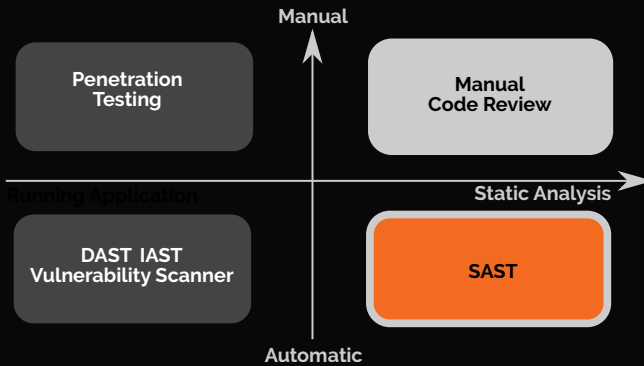 Manual
Penetration
Testing
Manual
Code Review
Running Application
Static Analysis
DAST IAST
Vulnerability Scanner
SAST
Automatic